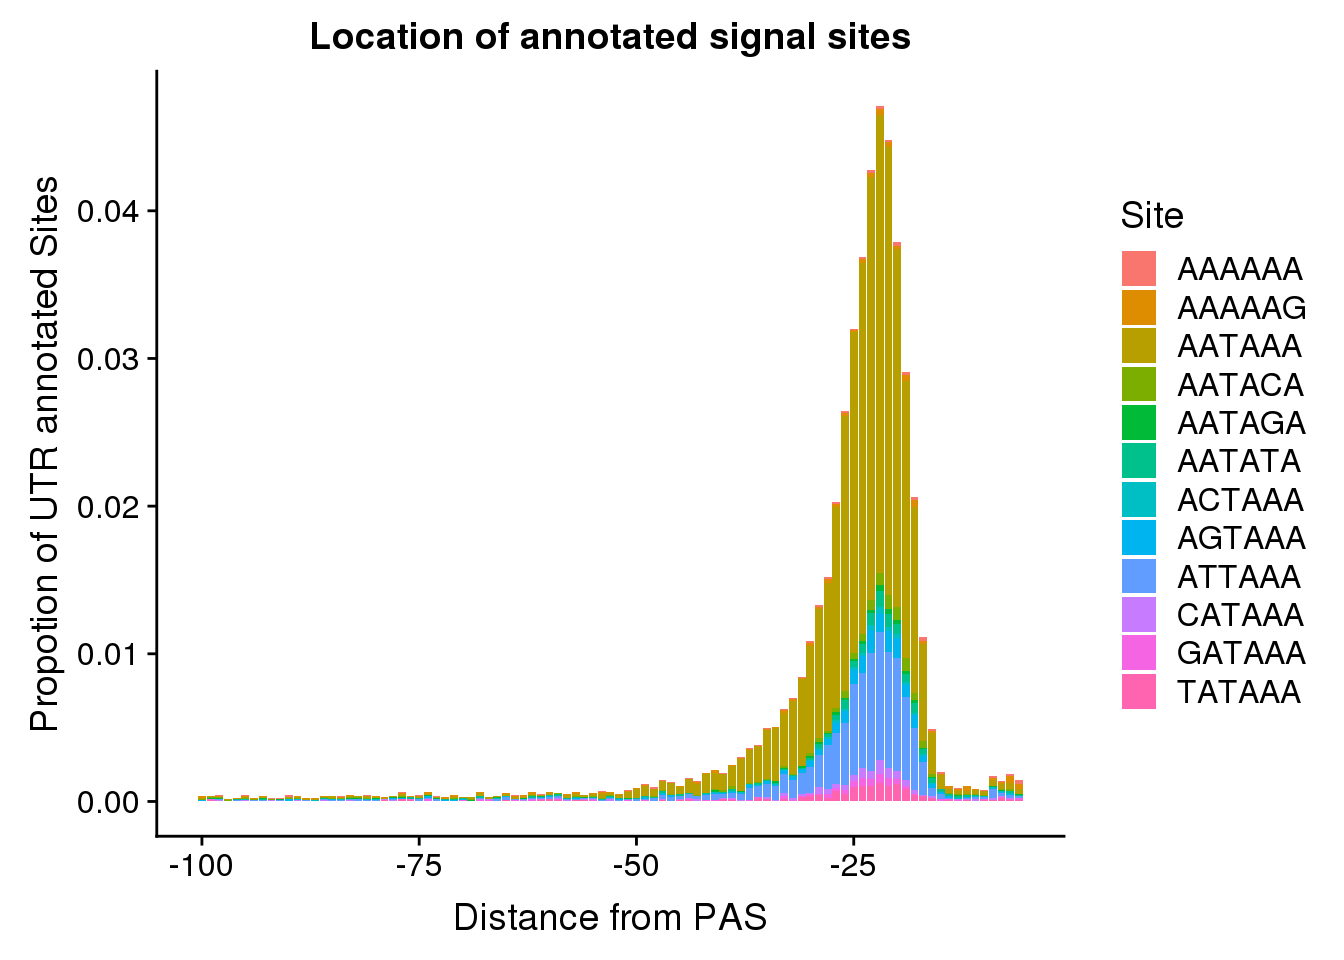 Location of annotated signal sites
Propotion of UTR annotated Sites
0.04
0.03
0.02
0.01
0.00
-100
-75
-50
-25
Distance from PAS
Site
AAAAAA
AAAAAG
AATAAA
AATACA
AATAGA
AATATA
ACTAAA
AGTAAA
ATTAAA
CATAAA
GATAAA
TATAAA